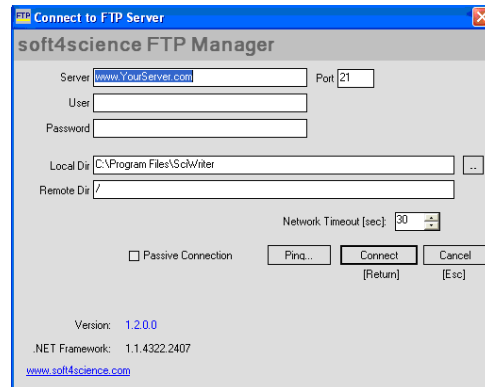 FTP Connect to FTP Server
soft4science FTP Manager
Server www.YourServer.com Port 21
User
Password
Local Dir C:\Program Files\SciWriter ..
Remote Dir /
Network Timeout [sec]: 30
Passive Connection Ping... Connect Cancel
[Return] [Esc]
Version: 1.2.0.0
.NET Framework: 1.1.4322.2407
www.soft4science.com